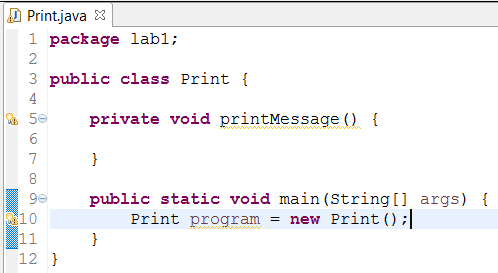 Print.java
1 package lab1;
2
3 public class Print {
4
5 private void printMessage() {
6
7 }
8
9 public static void main(String[] args) {
10 Print program = new Print();
11 }
12 }